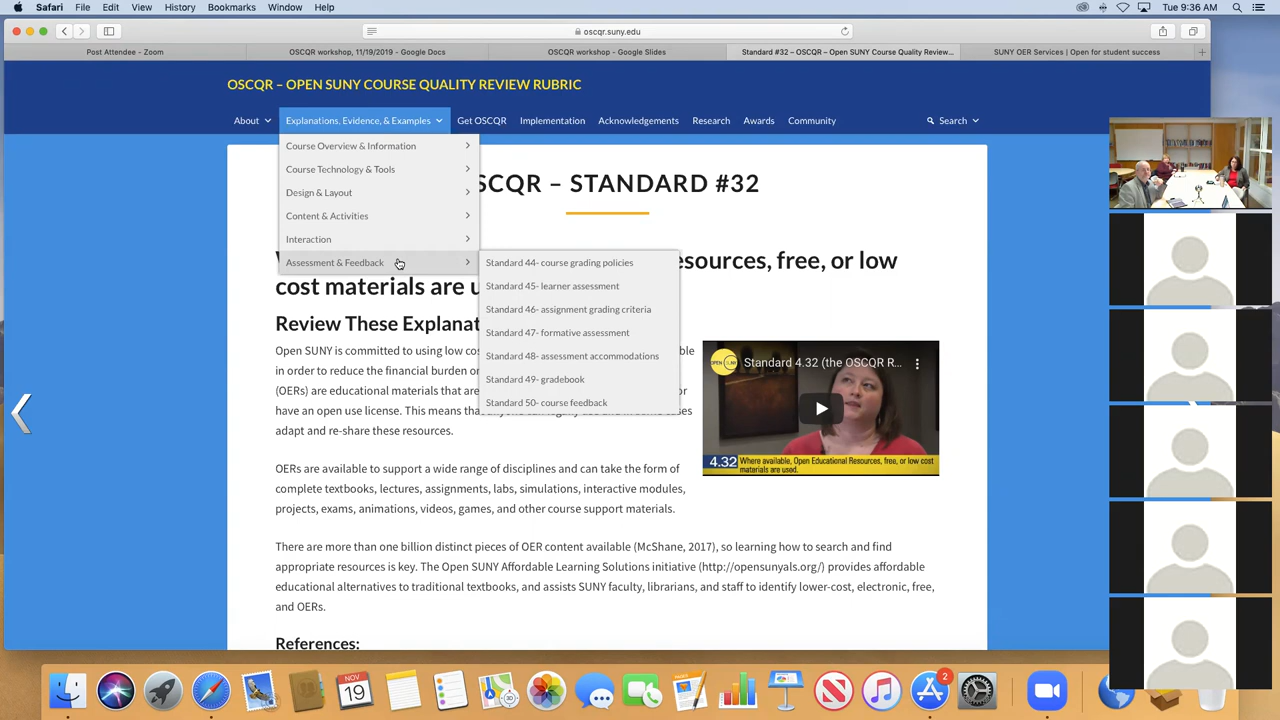 Safari File Edit View History Bookmarks Window Help
Tue 9:36 AM
oscqr.suny.edu
Post Attendee - Zoom
OSCQR workshop, 11/19/2019 - Google Docs
OSCQR workshop - Google Slides
Standard #32 – OSCQR – Open SUNY Course Quality Review...
SUNY OER Services | Open for student success
OSCQR – OPEN SUNY COURSE QUALITY REVIEW RUBRIC
About
Explanations, Evidence, & Examples
Get OSCQR
Implementation
Acknowledgements
Research
Awards
Community
Search
Course Overview & Information
Course Technology & Tools
Design & Layout
Content & Activities
Interaction
Assessment & Feedback
Standard 44- course grading policies
Standard 45- learner assessment
Standard 46- assignment grading criteria
Standard 47- formative assessment
Standard 48- assessment accommodations
Standard 49- gradebook
Standard 50- course feedback
SCQR – STANDARD #32
esources, free, or low
cost materials are u
Review These Explanat
Open SUNY is committed to using low cos
able
in order to reduce the financial burden on
(OERs) are educational materials that are
or
have an open use license. This means that anyone can legally use and in some cases
adapt and re-share these resources.
OERs are available to support a wide range of disciplines and can take the form of
complete textbooks, lectures, assignments, labs, simulations, interactive modules,
projects, exams, animations, videos, games, and other course support materials.
There are more than one billion distinct pieces of OER content available (McShane, 2017), so learning how to search and find
appropriate resources is key. The Open SUNY Affordable Learning Solutions initiative (http://opensunyals.org/) provides affordable
educational alternatives to traditional textbooks, and assists SUNY faculty, librarians, and staff to identify lower-cost, electronic, free,
and OERs.
References:
Standard 4.32 (the OSCQR R...
4.32 Where available, Open Educational Resources, free, or low cost
materials are used.
NOV
19
2